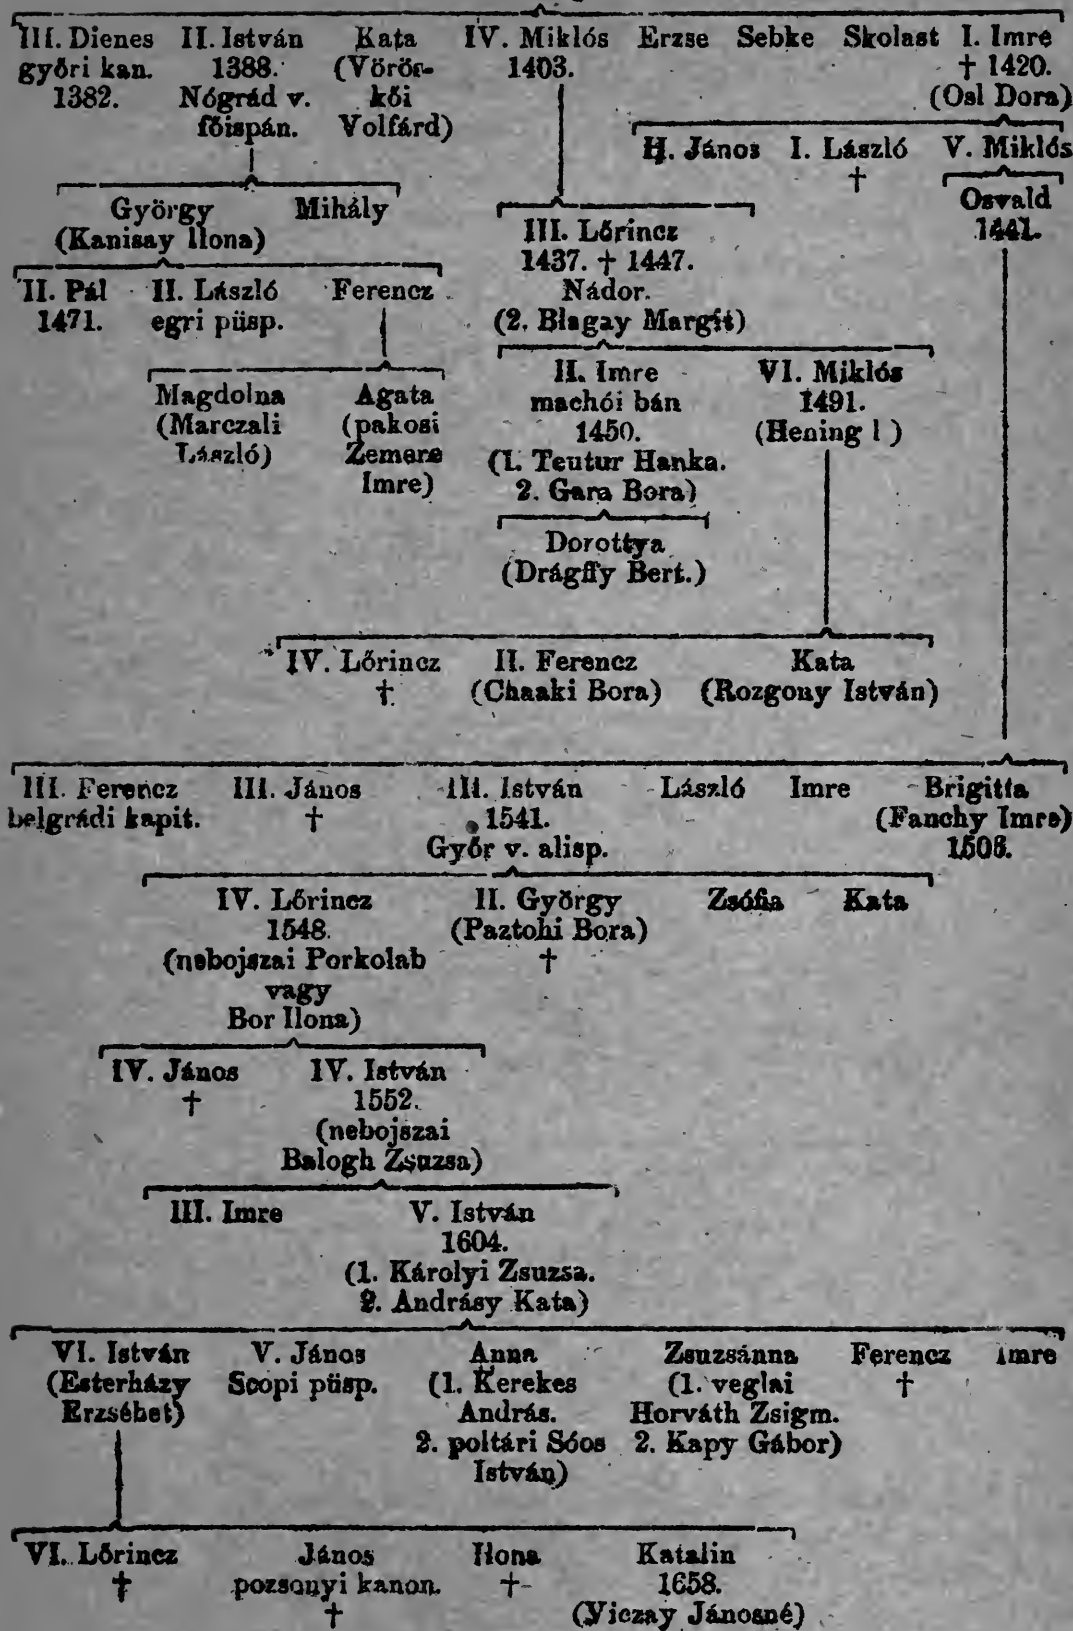 III. Dienes II. István Kata IV. Miklós Erzse Sebke Skolast I. Imre
győri kan. 1388. (Vörös- 1403. † 1420.
1382. Nógrád v. kői (Osl Dora)
főispán. Volfárd)
II. János I. László V. Miklós
†
György Mihály Osvald
(Kanisay Ilona) III. Lőrincz 1441.
1437. † 1447.
II. Pál II. László Ferencz Nádor.
1471. egri püsp. (2. Blagay Margit)
Magdolna Agata II. Imre VI. Miklós
(Marczali (pakosi machói bán 1491.
László) Zemere 1450. (Hening l )
Imre) (1. Teutur Hanka.
2. Gara Bora)
Dorottya
(Drágffy Bert.)
IV. Lőrincz II. Ferencz Kata
† (Chaaki Bora) (Rozgony István)
III. Ferencz III. János III. István László Imre Brigitta
belgrádi kapit. † 1541. (Fanchy Imre)
Győr v. alisp. 1508.
IV. Lőrincz II. György Zsófia Kata
1548. (Paztohi Bora)
(nebojszai Porkolab †
vagy
Bor Ilona)
IV. János IV. István
† 1552.
(nebojszai
Balogh Zsuzsa)
III. Imre V. István
1604.
(1. Károlyi Zsuzsa.
2. Andrásy Kata)
VI. István V. János Anna Zsuzsánna Ferencz Imre
(Esterházy Scopi püsp. (1. Kerekes (1. veglai †
Erzsébet) András. Horváth Zsigm.
2. poltári Sóos 2. Kapy Gábor)
István)
VI. Lőrincz János Ilona Katalin
† pozsonyi kanon. † 1658.
† (Viczay Jánosné)